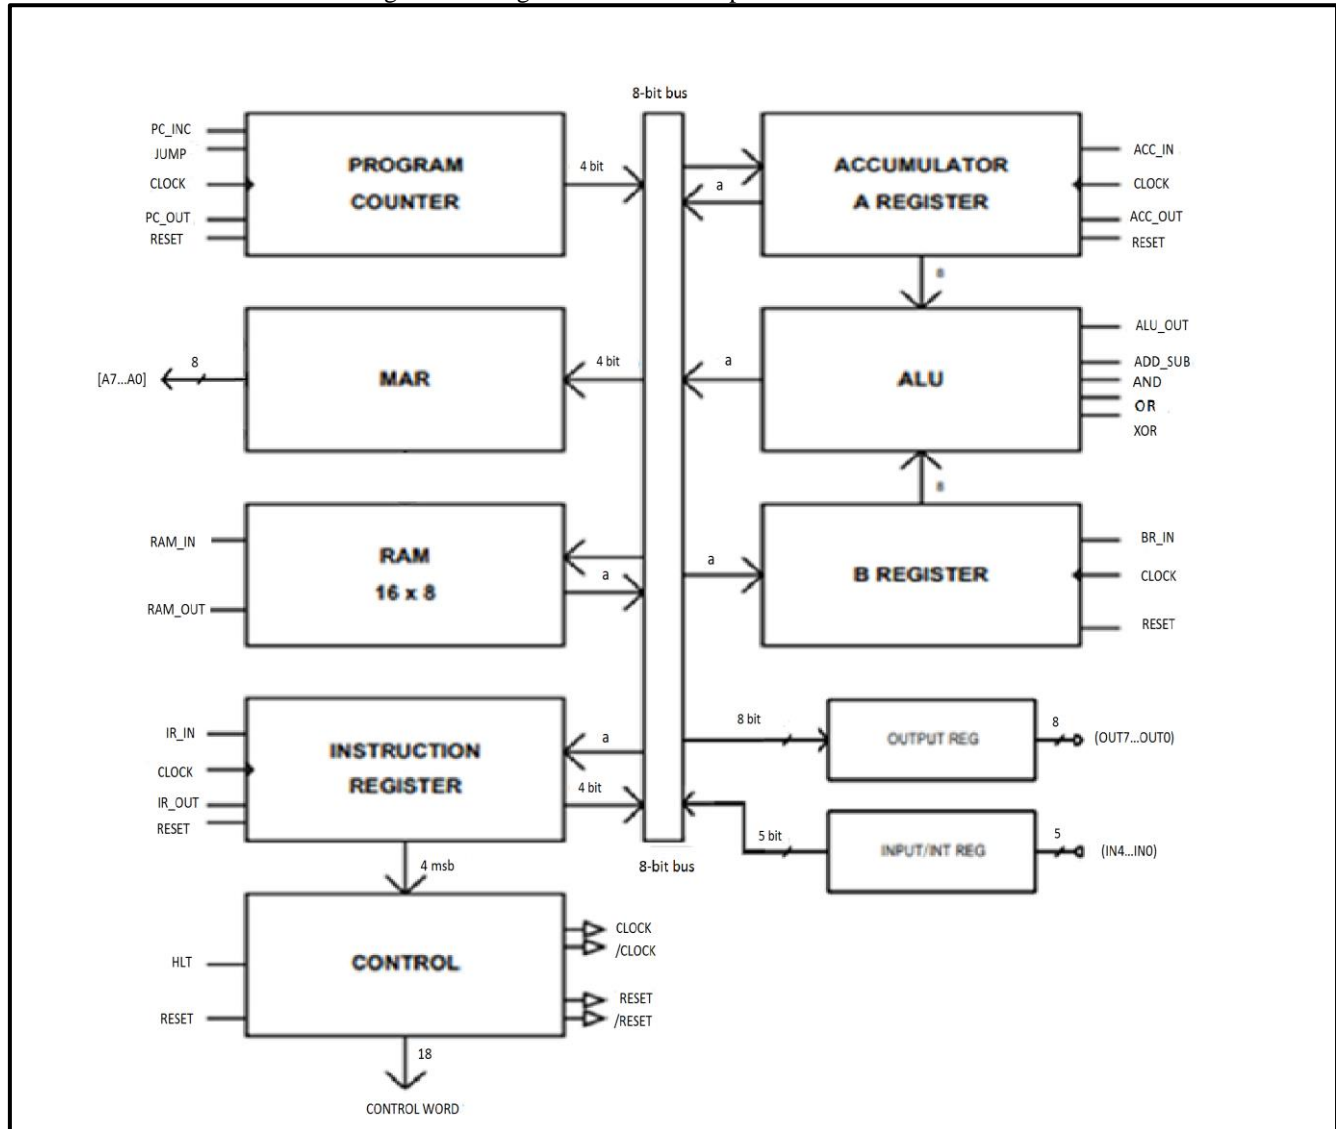 8-bit bus
PC_INC
JUMP
CLOCK
PC_OUT
RESET
PROGRAM
COUNTER
4 bit
a
ACCUMULATOR
A REGISTER
ACC_IN
CLOCK
ACC_OUT
RESET
8
[A7...A0]
8
MAR
4 bit
a
ALU
ALU_OUT
ADD_SUB
AND
OR
XOR
8
RAM_IN
RAM_OUT
RAM
16 x 8
a
a
B REGISTER
BR_IN
CLOCK
RESET
IR_IN
CLOCK
IR_OUT
RESET
INSTRUCTION
REGISTER
a
4 bit
8 bit
OUTPUT REG
8
(OUT7...OUT0)
5 bit
INPUT/INT REG
5
(IN4...IN0)
8-bit bus
4 msb
HLT
RESET
CONTROL
CLOCK
/CLOCK
RESET
/RESET
18
CONTROL WORD